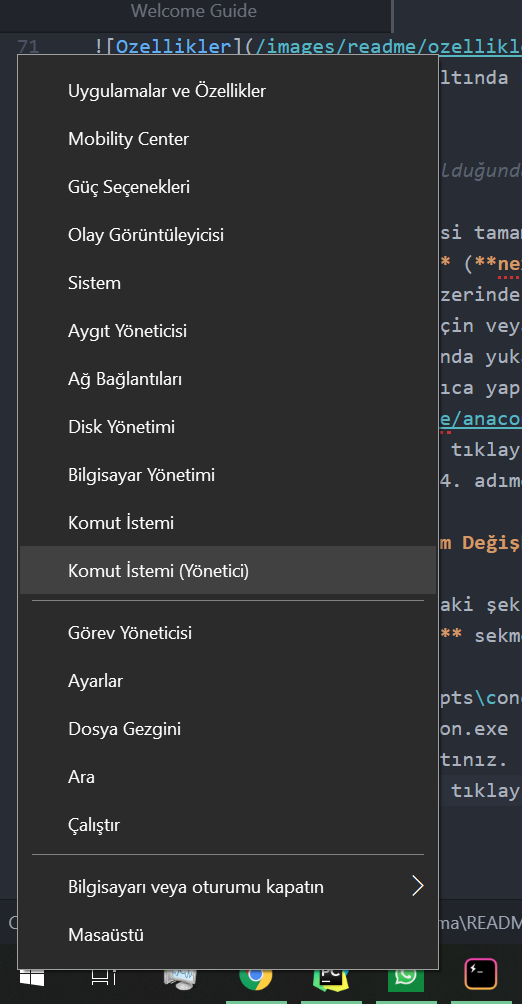 Welcome Guide
71 ![Ozellikler](/images/readme/ozellikl
Uygulamalar ve Özellikler
ltında
Mobility Center
Güç Seçenekleri
lduğund
Olay Görüntüleyicisi
si tama
* (**ne
Sistem
zerinde
Aygıt Yöneticisi
çin vey
nda yuk
Ağ Bağlantıları
ıca yap
Disk Yönetimi
e/anaco
tıklay
Bilgisayar Yönetimi
4. adım
Komut İstemi
m Değiş
Komut İstemi (Yönetici)
aki şek
Görev Yöneticisi
** sekm
Ayarlar
pts\con
Dosya Gezgini
on.exe
tınız.
Ara
tıklay
Çalıştır
Bilgisayarı veya oturumu kapatın
ma\READM
Masaüstü
PC